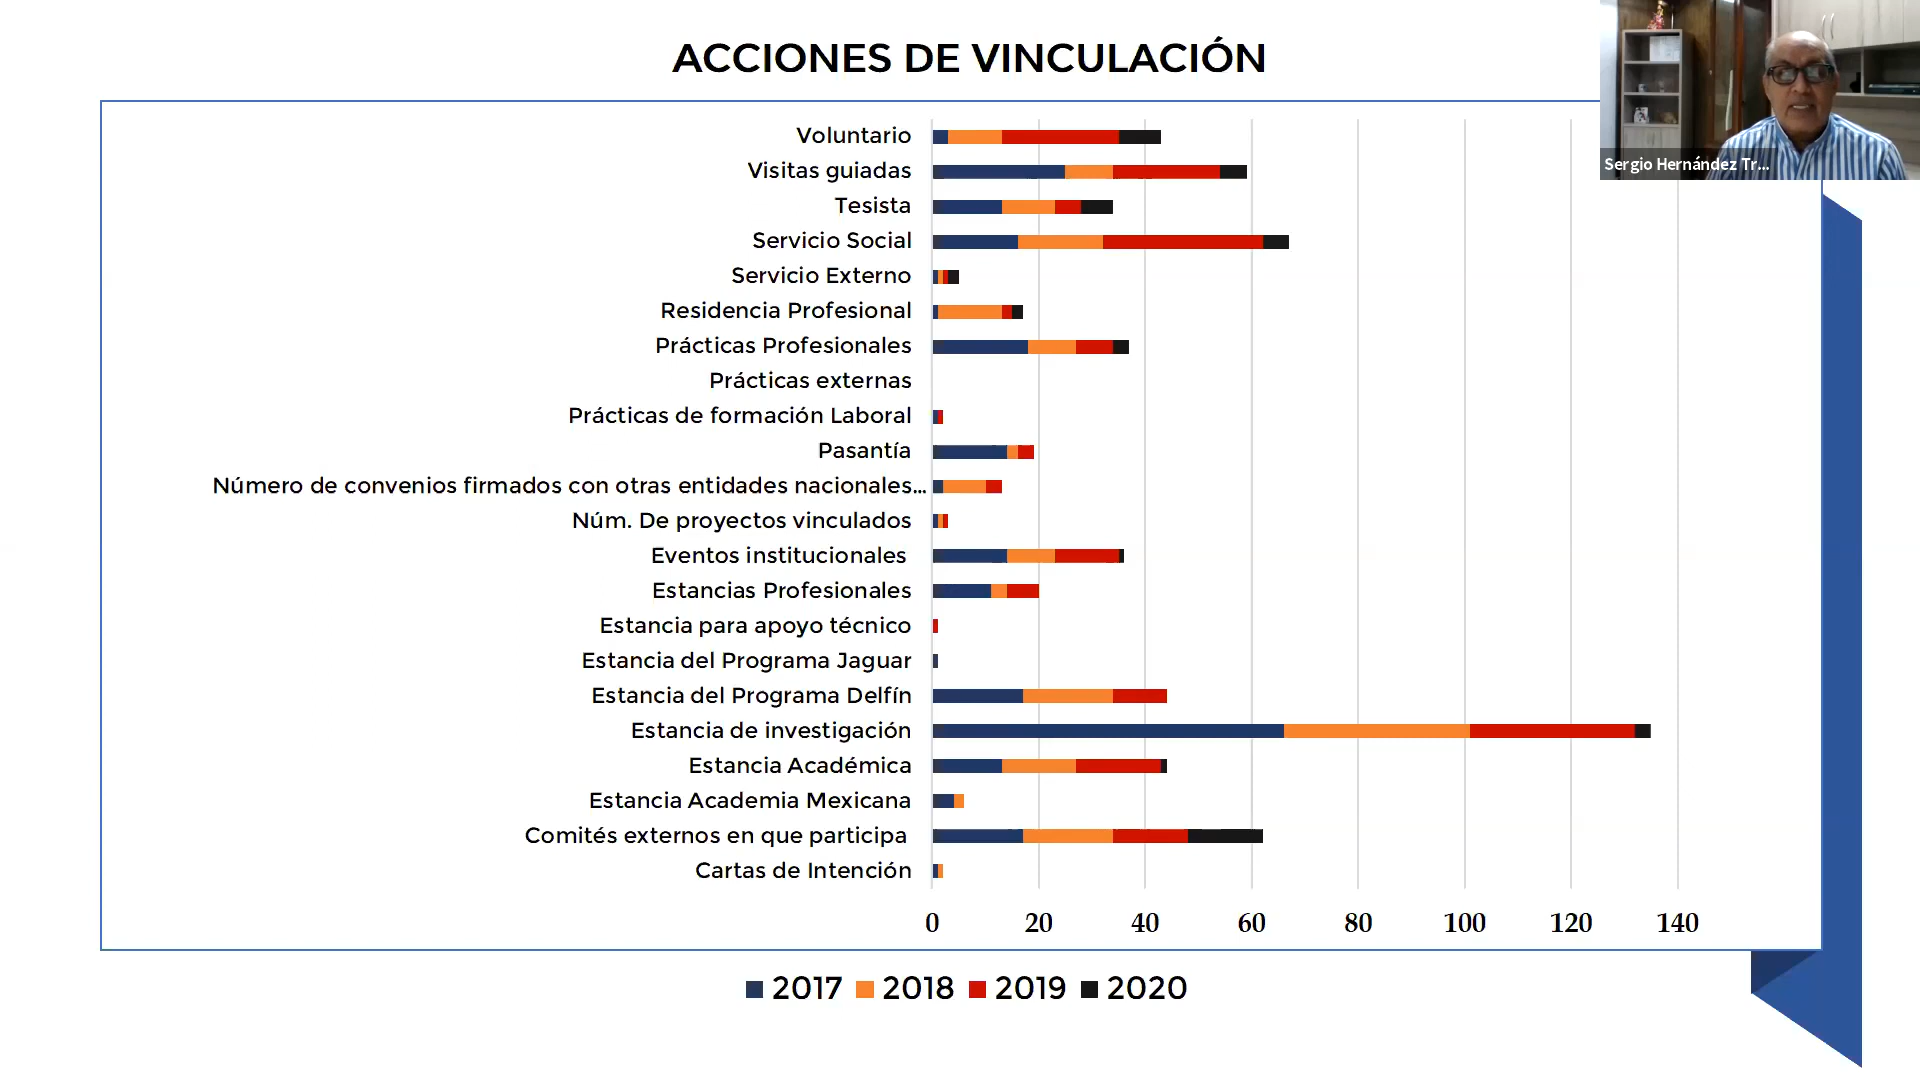 ACCIONES DE VINCULACIÓN
Sergio Hernández Tr...
Voluntario
Visitas guiadas
Tesista
Servicio Social
Servicio Externo
Residencia Profesional
Prácticas Profesionales
Prácticas externas
Prácticas de formación Laboral
Pasantía
Número de convenios firmados con otras entidades nacionales...
Núm. De proyectos vinculados
Eventos institucionales
Estancias Profesionales
Estancia para apoyo técnico
Estancia del Programa Jaguar
Estancia del Programa Delfín
Estancia de investigación
Estancia Académica
Estancia Academia Mexicana
Comités externos en que participa
Cartas de Intención
0 20 40 60 80 100 120 140
2017 2018 2019 2020